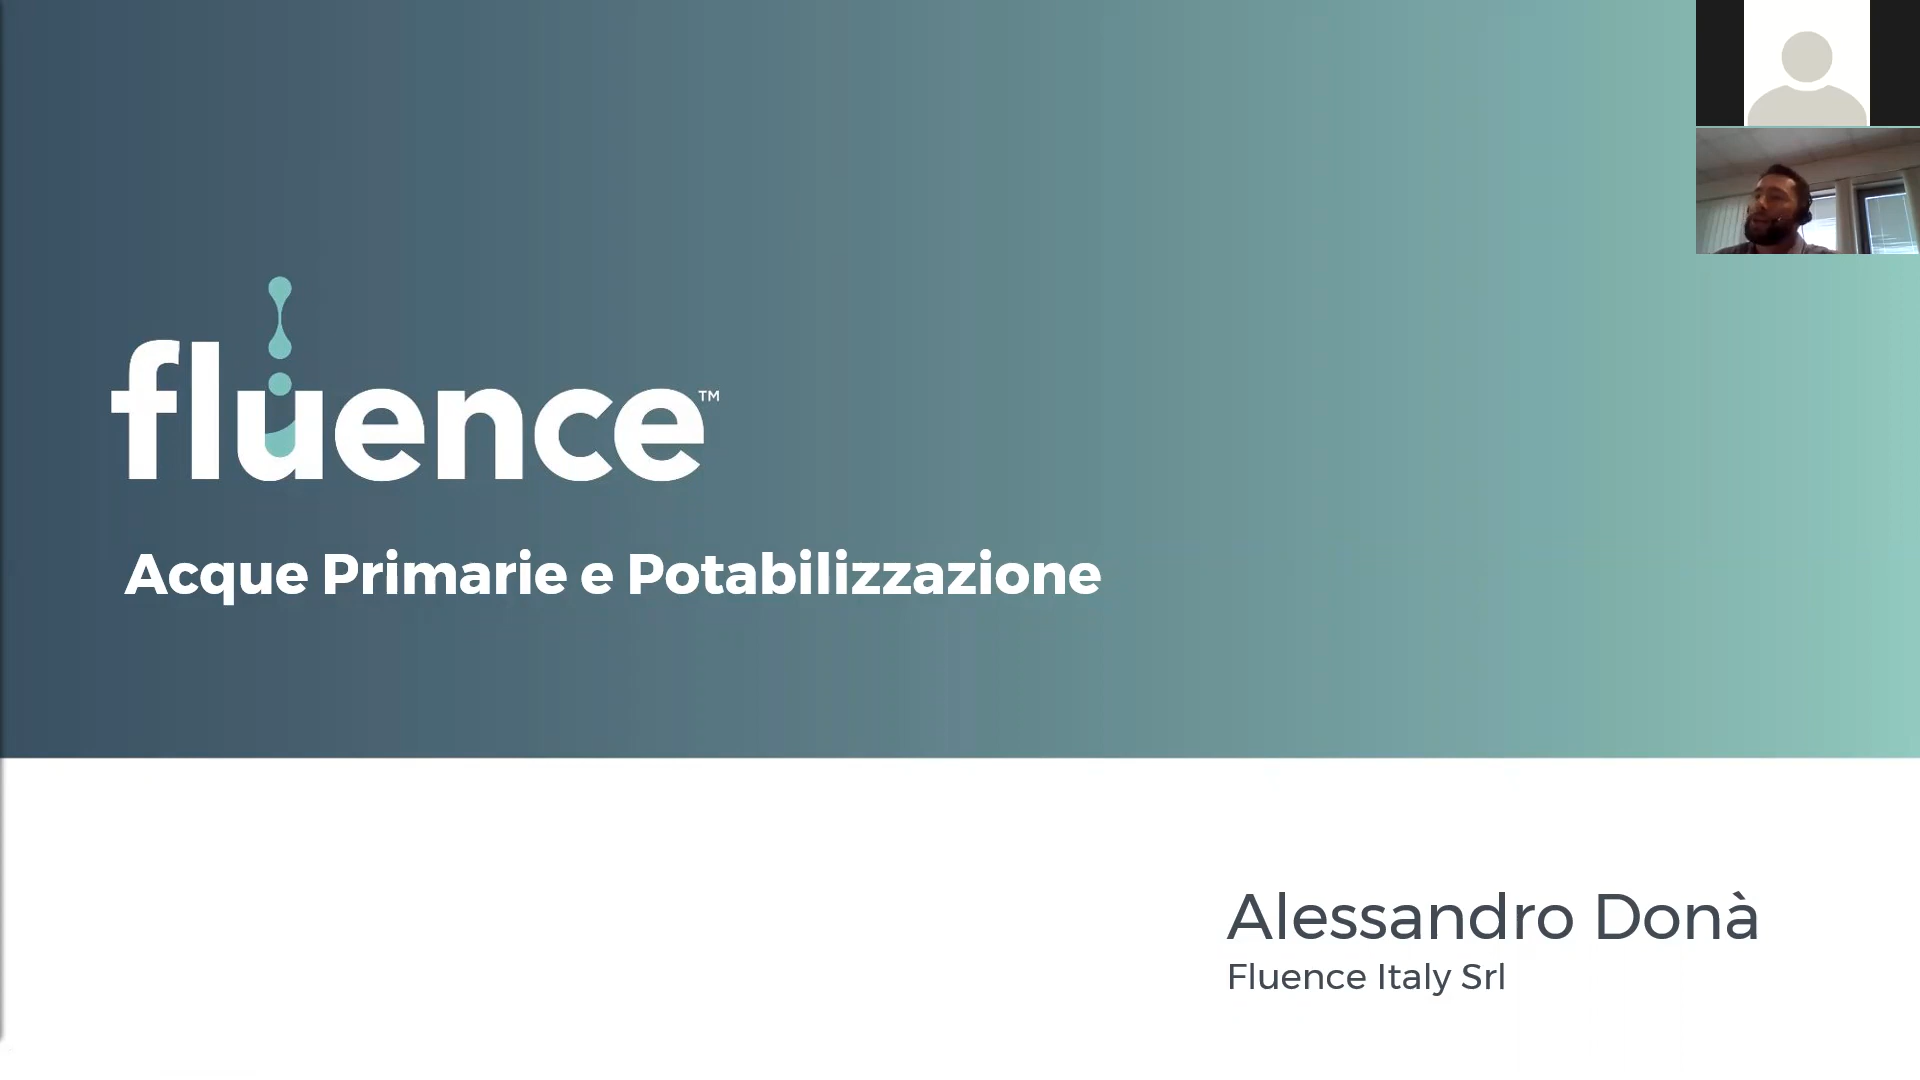 fluence™
Acque Primarie e Potabilizzazione
Alessandro Donà
Fluence Italy Srl